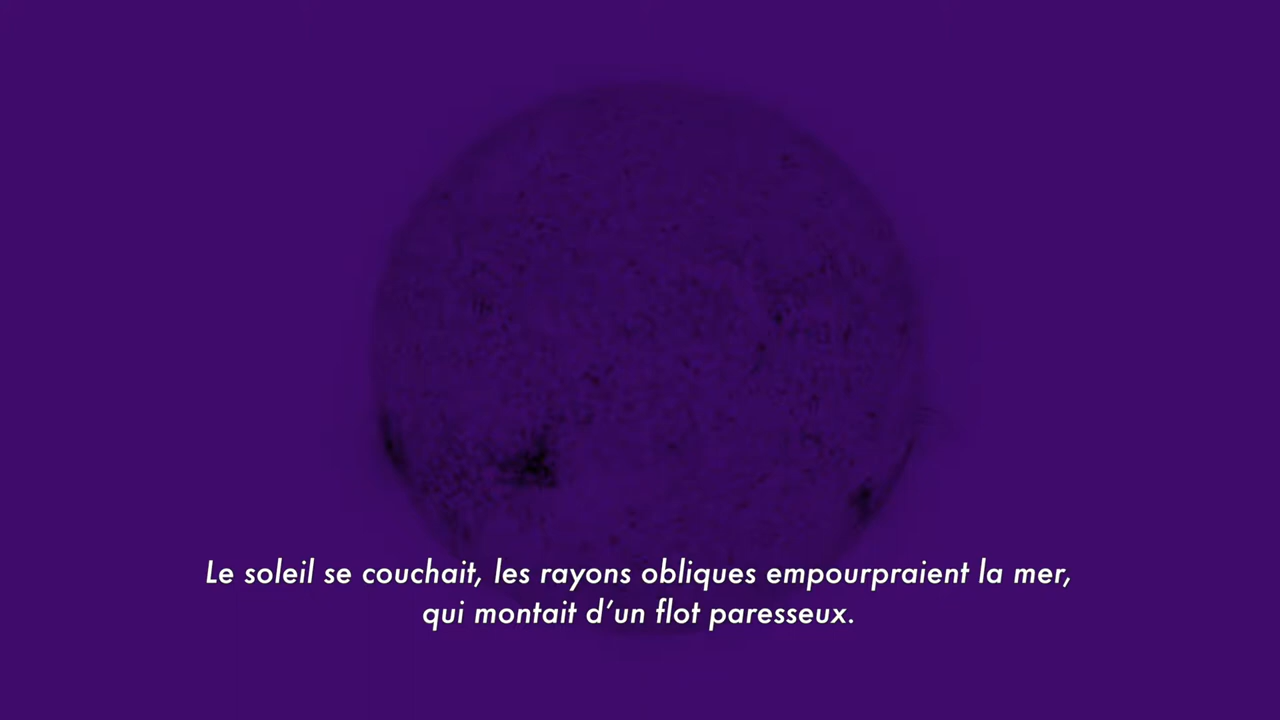 Le soleil se couchait, les rayons obliques empourpraient la mer,
qui montait d’un flot paresseux.